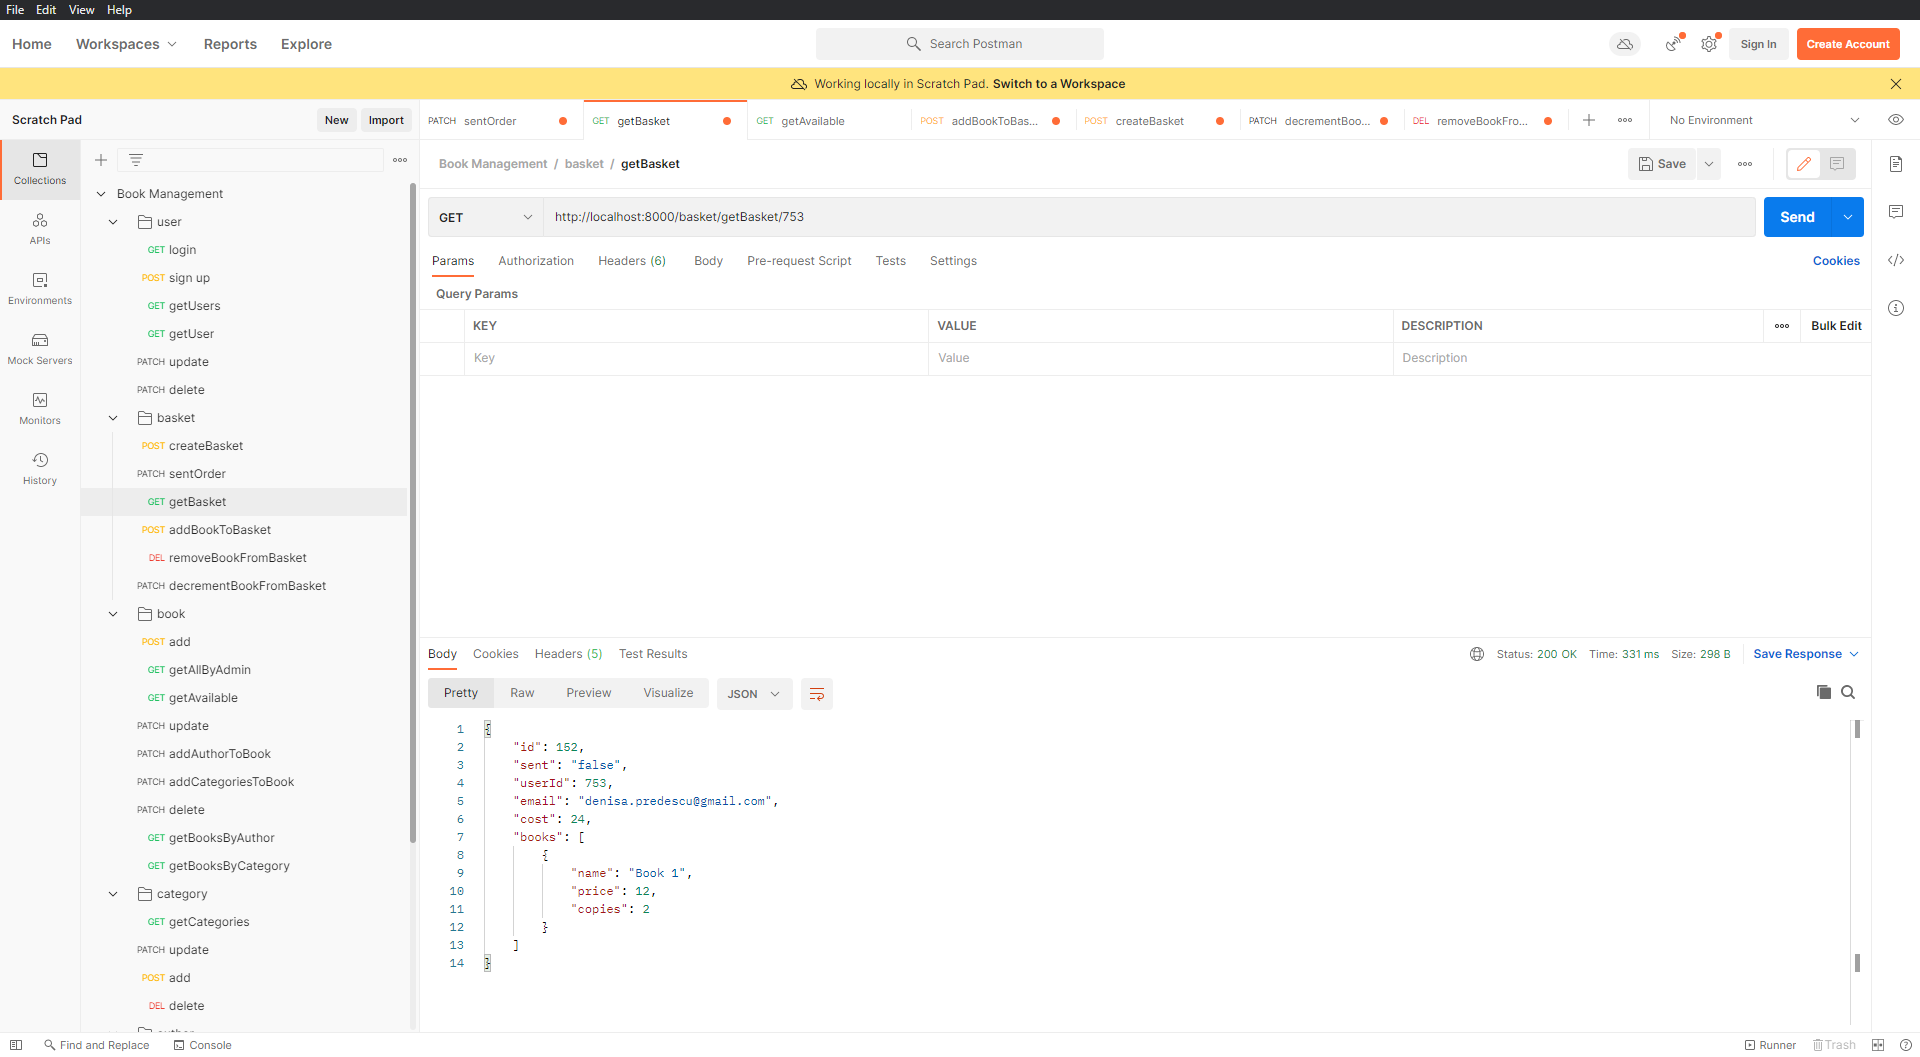 File Edit View Help
Home Workspaces Reports Explore Search Postman Sign In Create Account
Working locally in Scratch Pad. Switch to a Workspace
Scratch Pad New Import
PATCH sentOrder GET getBasket GET getAvailable POST addBookToBas... POST createBasket PATCH decrementBoo... DEL removeBookFro... No Environment
Collections
APIs
Environments
Mock Servers
Monitors
History
Book Management
user
GET login
POST sign up
GET getUsers
GET getUser
PATCH update
PATCH delete
basket
POST createBasket
PATCH sentOrder
GET getBasket
POST addBookToBasket
DEL removeBookFromBasket
PATCH decrementBookFromBasket
book
POST add
GET getAllByAdmin
GET getAvailable
PATCH update
PATCH addAuthorToBook
PATCH addCategoriesToBook
PATCH delete
GET getBooksByAuthor
GET getBooksByCategory
category
GET getCategories
PATCH update
POST add
DEL delete
Book Management / basket / getBasket Save
GET http://localhost:8000/basket/getBasket/753 Send
Params Authorization Headers (6) Body Pre-request Script Tests Settings Cookies
Query Params
KEY VALUE DESCRIPTION Bulk Edit
Key Value Description
Body Cookies Headers (5) Test Results Status: 200 OK Time: 331 ms Size: 298 B Save Response
Pretty Raw Preview Visualize JSON
1 {
2 "id": 152,
3 "sent": "false",
4 "userId": 753,
5 "email": "denisa.predescu@gmail.com",
6 "cost": 24,
7 "books": [
8 {
9 "name": "Book 1",
10 "price": 12,
11 "copies": 2
12 }
13 ]
14 }
Find and Replace Console Runner Trash